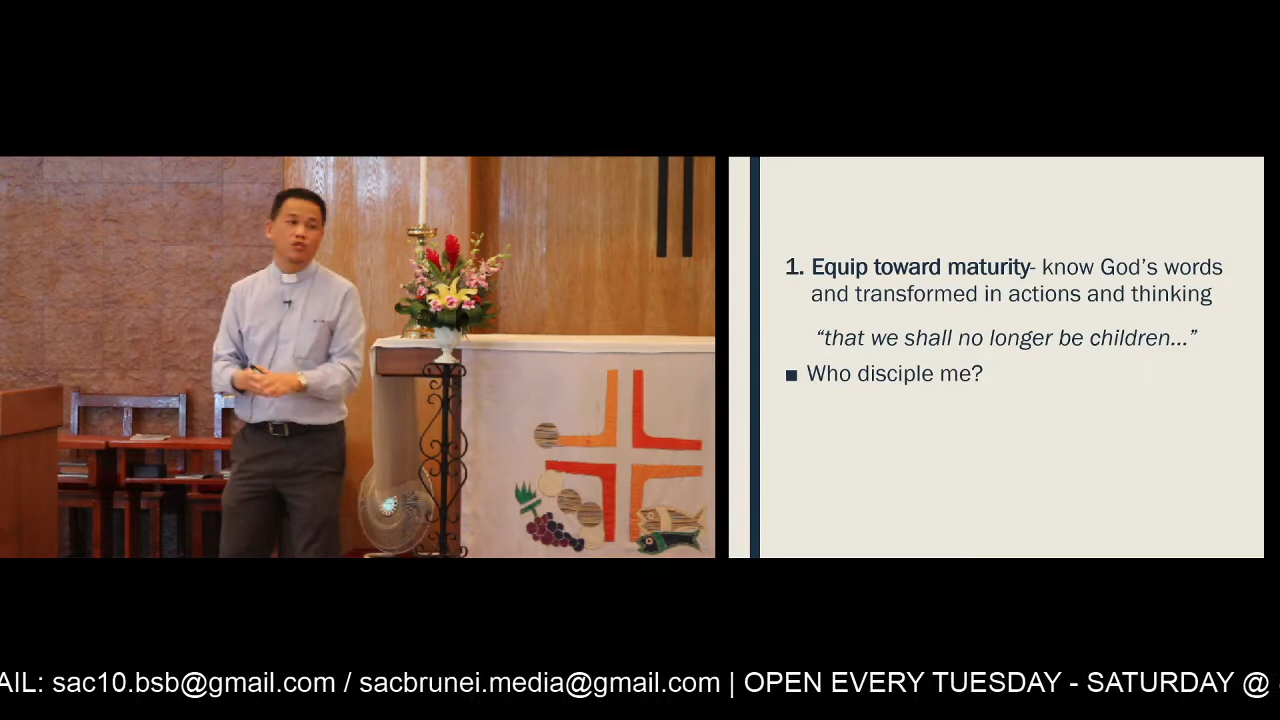 1. Equip toward maturity- know God's words
and transformed in actions and thinking
“that we shall no longer be children...”
■ Who disciple me?
AIL: sac10.bsb@gmail.com / sacbrunei.media@gmail.com | OPEN EVERY TUESDAY - SATURDAY @